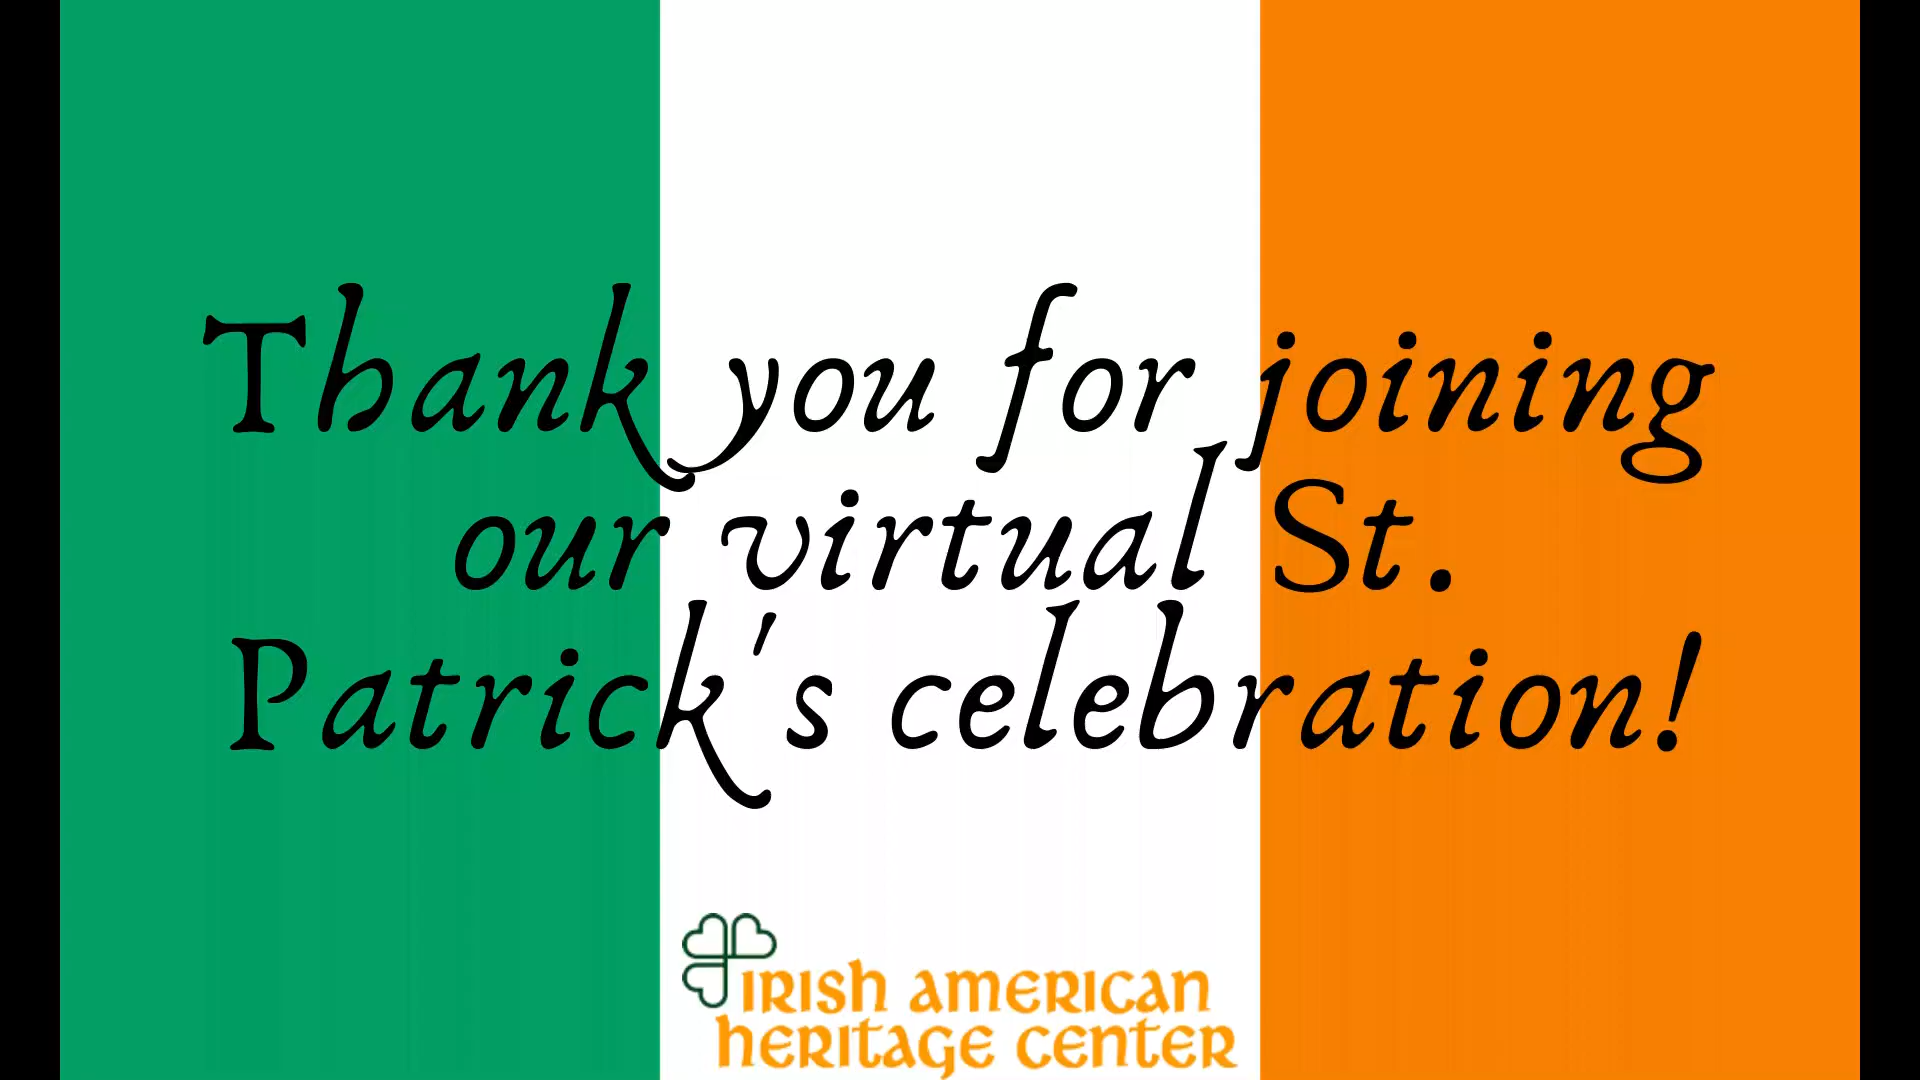 Thank you for joining
our virtual St.
Patrick's celebration!
IRISH AMERICAN
HERITAGE CENTER